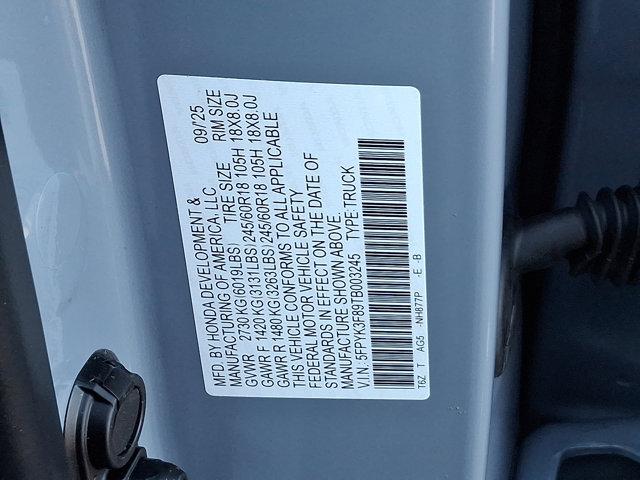 MFD. BY HONDA DEVELOPMENT &
MANUFACTURING OF AMERICA, LLC 09/'25
GVWR 2730 KG(6019LBS) TIRE SIZE RIM SIZE
GAWR F 1420 KG(3131LBS)245/60R18 105H 18X8.0J
GAWR R 1480 KG(3263LBS)245/60R18 105H 18X8.0J
THIS VEHICLE CONFORMS TO ALL APPLICABLE
FEDERAL MOTOR VEHICLE SAFETY
STANDARDS IN EFFECT ON THE DATE OF
MANUFACTURE SHOWN ABOVE.
V.I.N.:5FPYK3F89TB003245 TYPE:TRUCK
T6Z T AG5 -NH877P -E -B